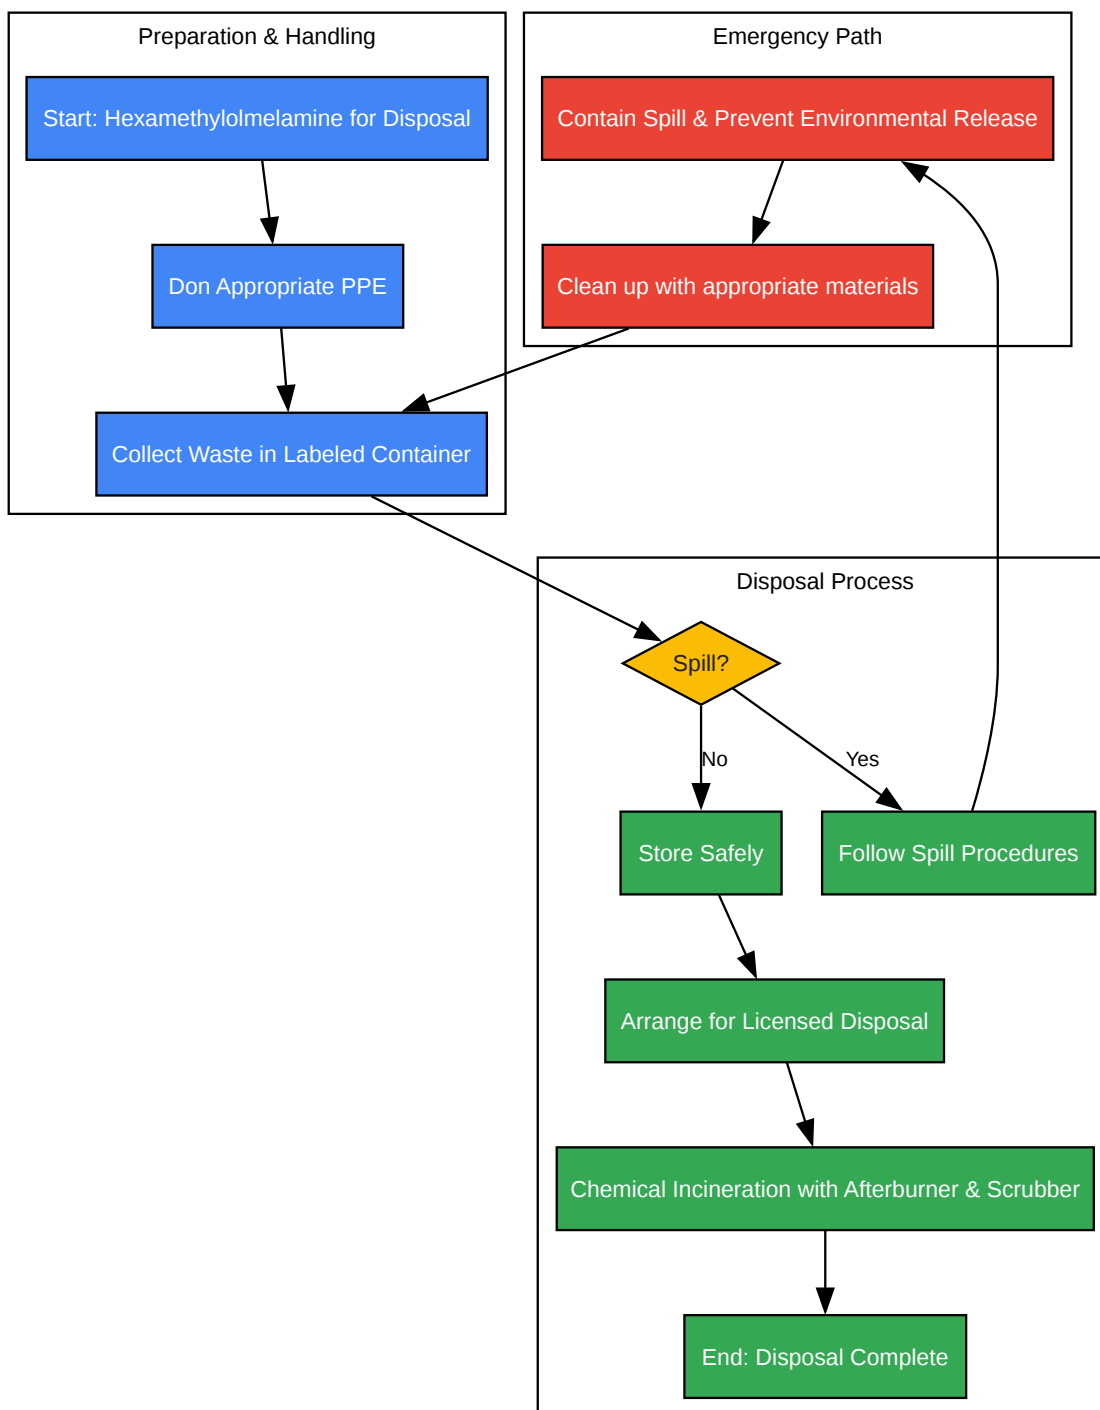 Preparation & Handling
Start: Hexamethylolmelamine for Disposal
Don Appropriate PPE
Collect Waste in Labeled Container
Emergency Path
Contain Spill & Prevent Environmental Release
Clean up with appropriate materials
Disposal Process
Spill?
No
Yes
Store Safely
Follow Spill Procedures
Arrange for Licensed Disposal
Chemical Incineration with Afterburner & Scrubber
End: Disposal Complete